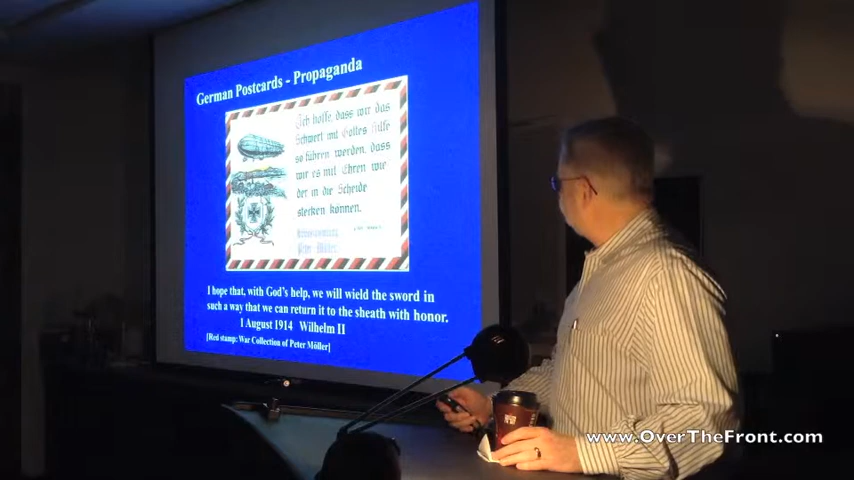 German Postcards - Propaganda
Ich hoffe, dass wir das
Schwert mit Gottes Hilfe
so führen werden, dass
wir es mit Ehren wie-
der in die Scheide
stecken können.
Peter Möller
I hope that, with God's help, we will wield the sword in
such a way that we can return it to the sheath with honor.
1 August 1914 Wilhelm II
[Red stamp: War Collection of Peter Möller]
www.OverTheFront.com